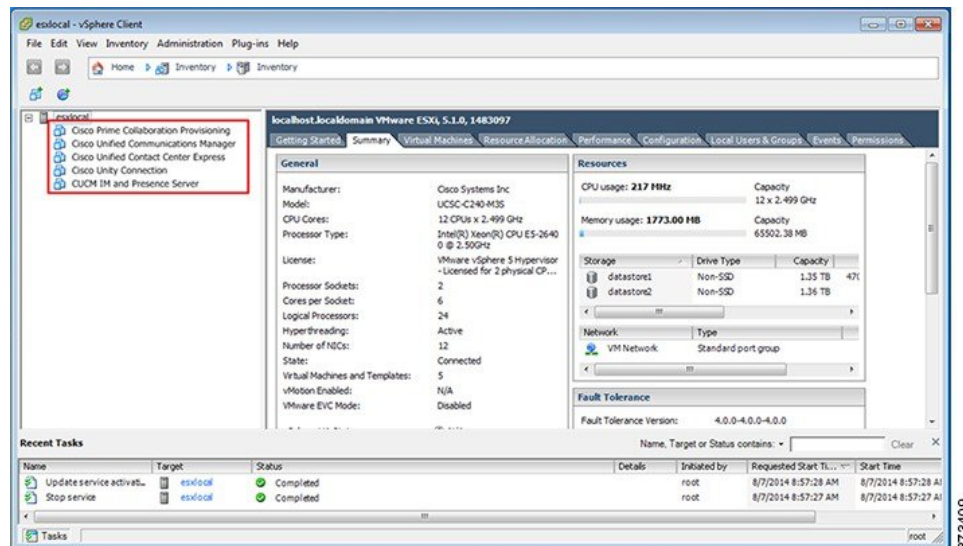 esxlocal - vSphere Client
File Edit View Inventory Administration Plug-ins Help
Home Inventory Inventory
esxlocal
Cisco Prime Collaboration Provisioning
Cisco Unified Communications Manager
Cisco Unified Contact Center Express
Cisco Unity Connection
CUCM IM and Presence Server
localhost.localdomain VMware ESXi, 5.1.0, 1483097
Getting Started Summary Virtual Machines Resource Allocation Performance Configuration Local Users & Groups Events Permissions
General
Manufacturer: Cisco Systems Inc
Model: UCSC-C240-M3S
CPU Cores: 12 CPUs x 2.499 GHz
Processor Type: Intel(R) Xeon(R) CPU E5-2640
0 @ 2.50GHz
License: VMware vSphere 5 Hypervisor
- Licensed for 2 physical CP...
Processor Sockets: 2
Cores per Socket: 6
Logical Processors: 24
Hyperthreading: Active
Number of NICs: 12
State: Connected
Virtual Machines and Templates: 5
vMotion Enabled: N/A
VMware EVC Mode: Disabled
Resources
CPU usage: 217 MHz Capacity
12 x 2.499 GHz
Memory usage: 1773.00 MB Capacity
65502.38 MB
Storage Drive Type Capacity
datastore1 Non-SSD 1.35 TB 470
datastore2 Non-SSD 1.36 TB
Network Type
VM Network Standard port group
Fault Tolerance
Fault Tolerance Version: 4.0.0-4.0.0-4.0.0
Recent Tasks
Name, Target or Status contains: Clear
Name Target Status Details Initiated by Requested Start Ti... Start Time
Update service activati... esxlocal Completed root 8/7/2014 8:57:28 AM 8/7/2014 8:57:28 AM
Stop service esxlocal Completed root 8/7/2014 8:57:27 AM 8/7/2014 8:57:27 AM
Tasks root